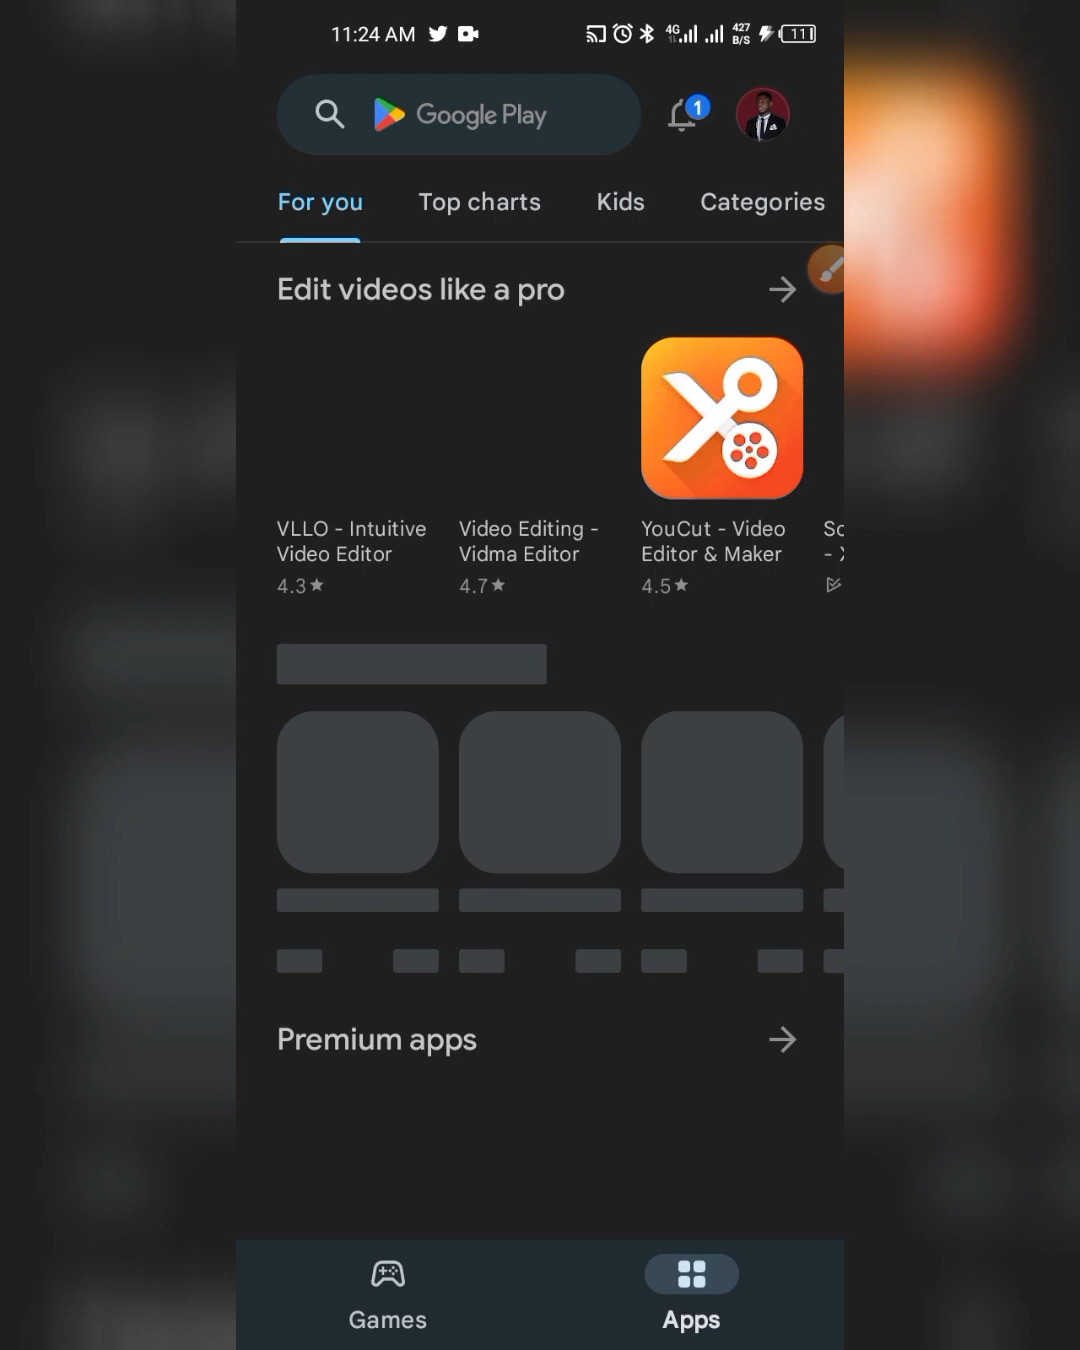 11:24 AM 4G 427 B/S 11
Google Play 1
For you Top charts Kids Categories
Edit videos like a pro
VLLO - Intuitive Video Editor
4.3★
Video Editing - Vidma Editor
4.7★
YouCut - Video Editor & Maker
4.5★
Premium apps
Games Apps